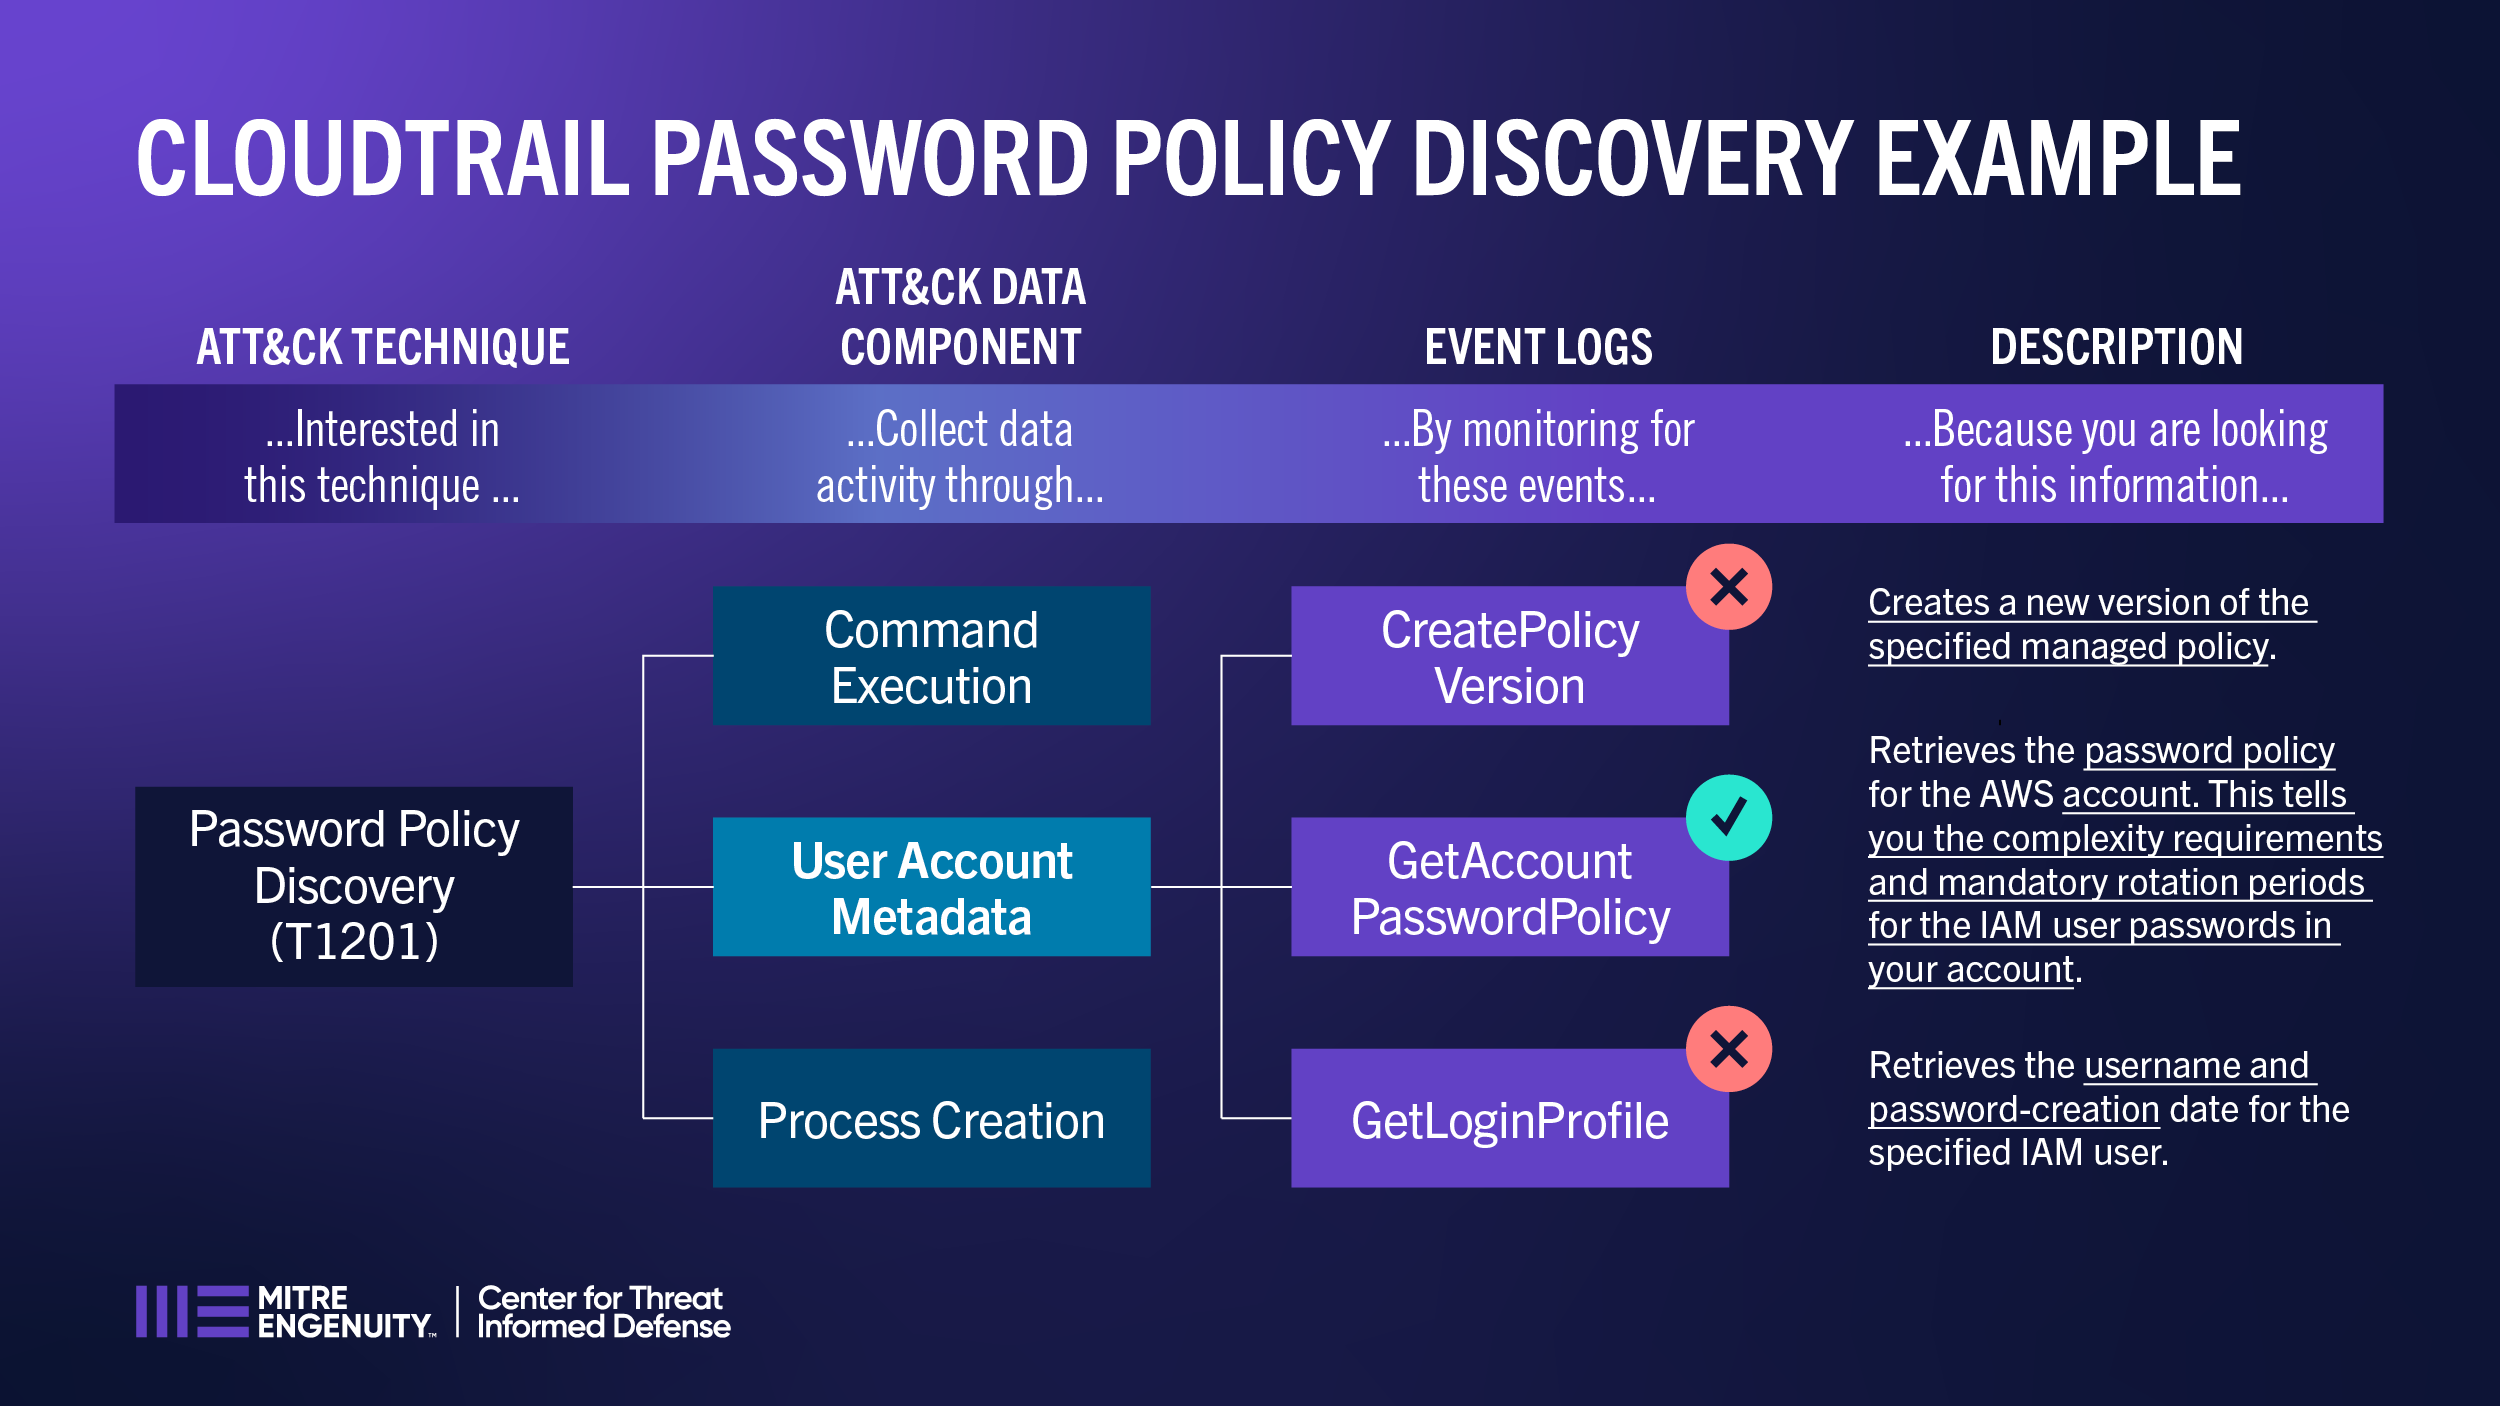 CLOUDTRAIL PASSWORD POLICY DISCOVERY EXAMPLE
ATT&CK TECHNIQUE
ATT&CK DATA
COMPONENT
EVENT LOGS
DESCRIPTION
...Interested in
this technique ...
...Collect data
activity through...
...By monitoring for
these events...
...Because you are looking
for this information...
Password Policy
Discovery
(T1201)
Command
Execution
User Account
Metadata
Process Creation
CreatePolicy
Version
GetAccount
PasswordPolicy
GetLoginProfile
Creates a new version of the
specified managed policy.
Retrieves the password policy
for the AWS account. This tells
you the complexity requirements
and mandatory rotation periods
for the IAM user passwords in
your account.
Retrieves the username and
password-creation date for the
specified IAM user.
MITRE
ENGENUITY™
Center for Threat
Informed Defense